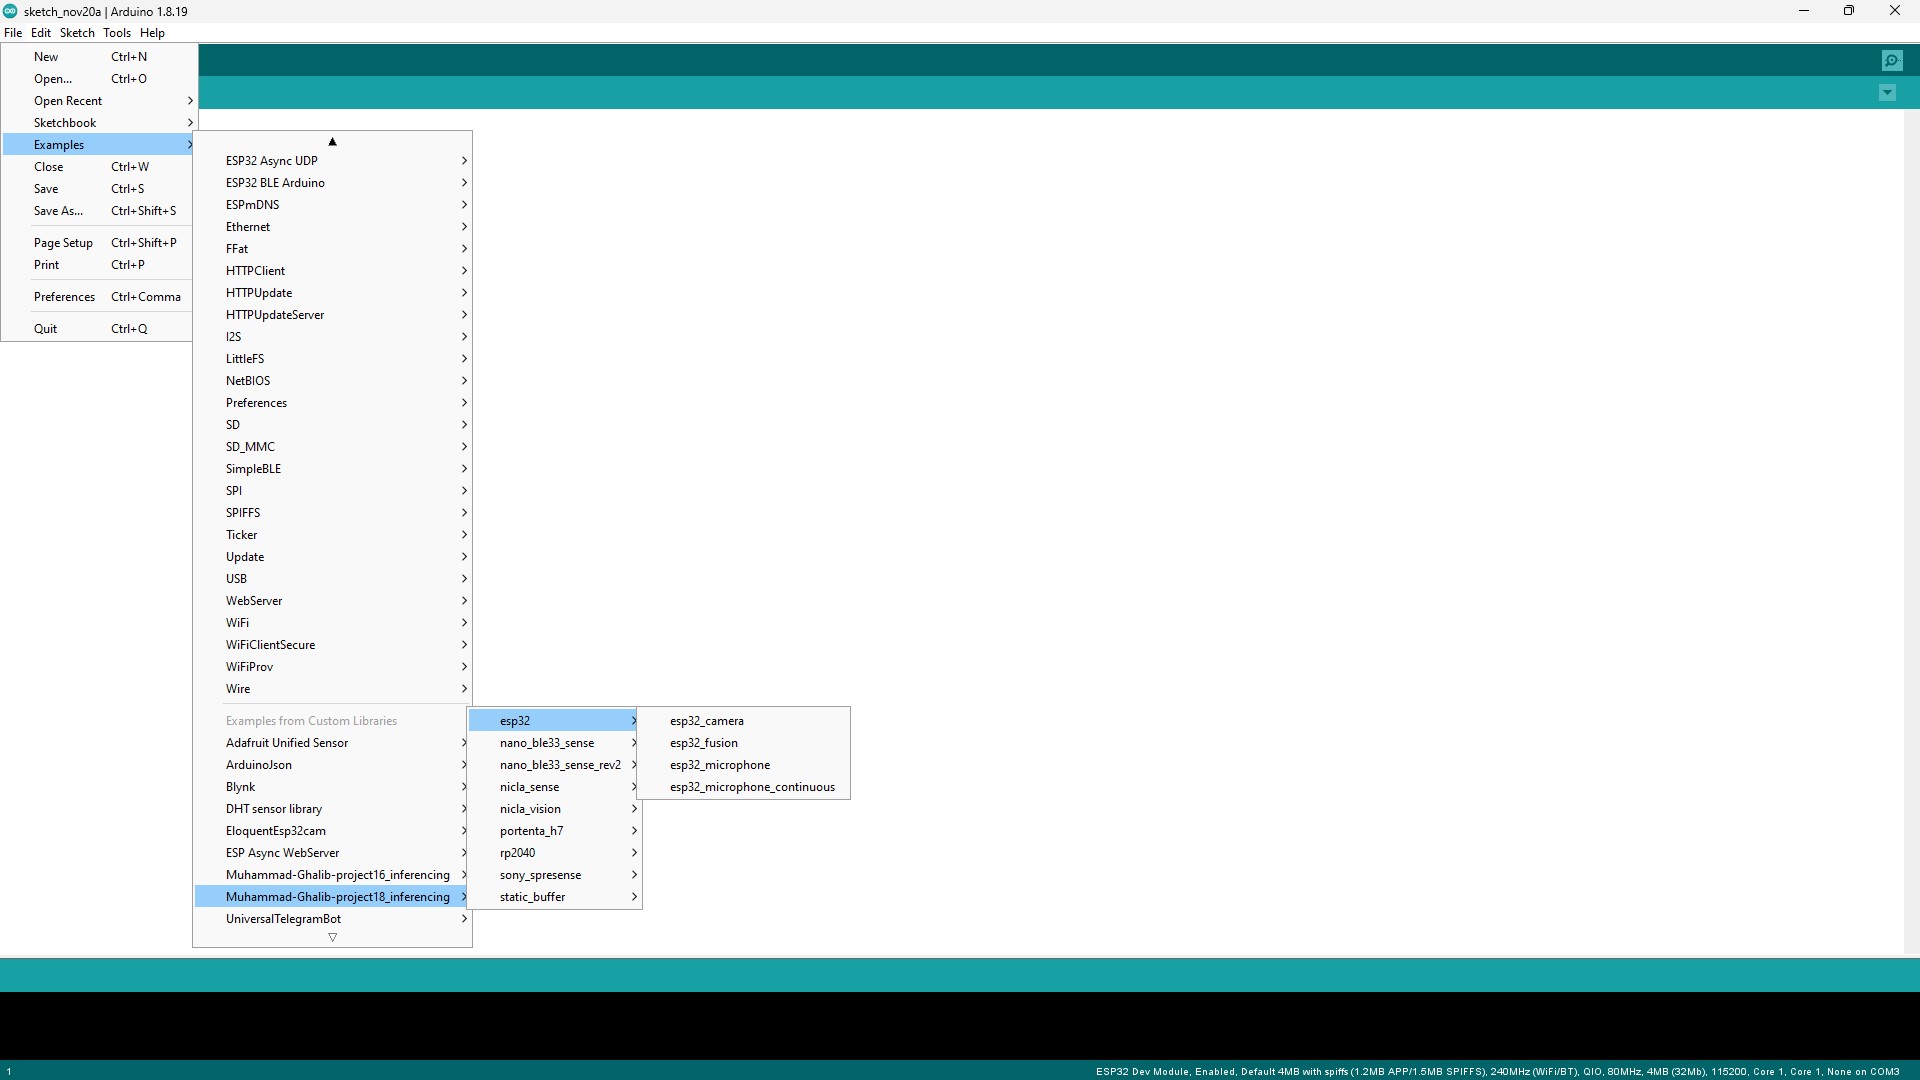 sketch_nov20a | Arduino 1.8.19
File Edit Sketch Tools Help
New Ctrl+N
Open... Ctrl+O
Open Recent
Sketchbook
Examples
Close Ctrl+W
Save Ctrl+S
Save As... Ctrl+Shift+S
Page Setup Ctrl+Shift+P
Print Ctrl+P
Preferences Ctrl+Comma
Quit Ctrl+Q
ESP32 Async UDP
ESP32 BLE Arduino
ESPmDNS
Ethernet
FFat
HTTPClient
HTTPUpdate
HTTPUpdateServer
I2S
LittleFS
NetBIOS
Preferences
SD
SD_MMC
SimpleBLE
SPI
SPIFFS
Ticker
Update
USB
WebServer
WiFi
WiFiClientSecure
WiFiProv
Wire
Examples from Custom Libraries
Adafruit Unified Sensor
ArduinoJson
Blynk
DHT sensor library
EloquentEsp32cam
ESP Async WebServer
Muhammad-Ghalib-project16_inferencing
Muhammad-Ghalib-project18_inferencing
UniversalTelegramBot
esp32
nano_ble33_sense
nano_ble33_sense_rev2
nicla_sense
nicla_vision
portenta_h7
rp2040
sony_spresense
static_buffer
esp32_camera
esp32_fusion
esp32_microphone
esp32_microphone_continuous
1
ESP32 Dev Module, Enabled, Default 4MB with spiffs (1.2MB APP/1.5MB SPIFFS), 240MHz (WiFi/BT), QIO, 80MHz, 4MB (32Mb), 115200, Core 1, Core 1, None on COM3